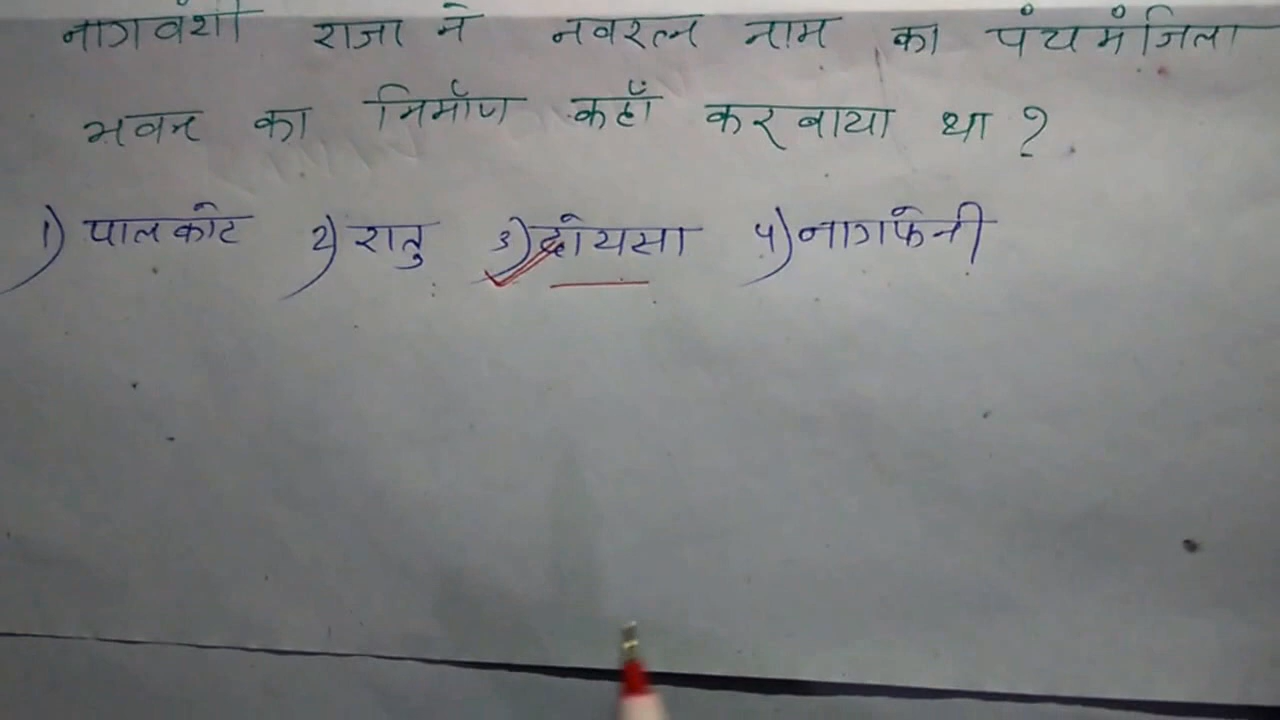 नागवंशी राजा ने नवरत्न नाम का पंचमंजिला
भवन का निर्माण कहाँ करवाया था ?
1) पालकोट 2) रातु 3) दोयसा 4) नागफेनी